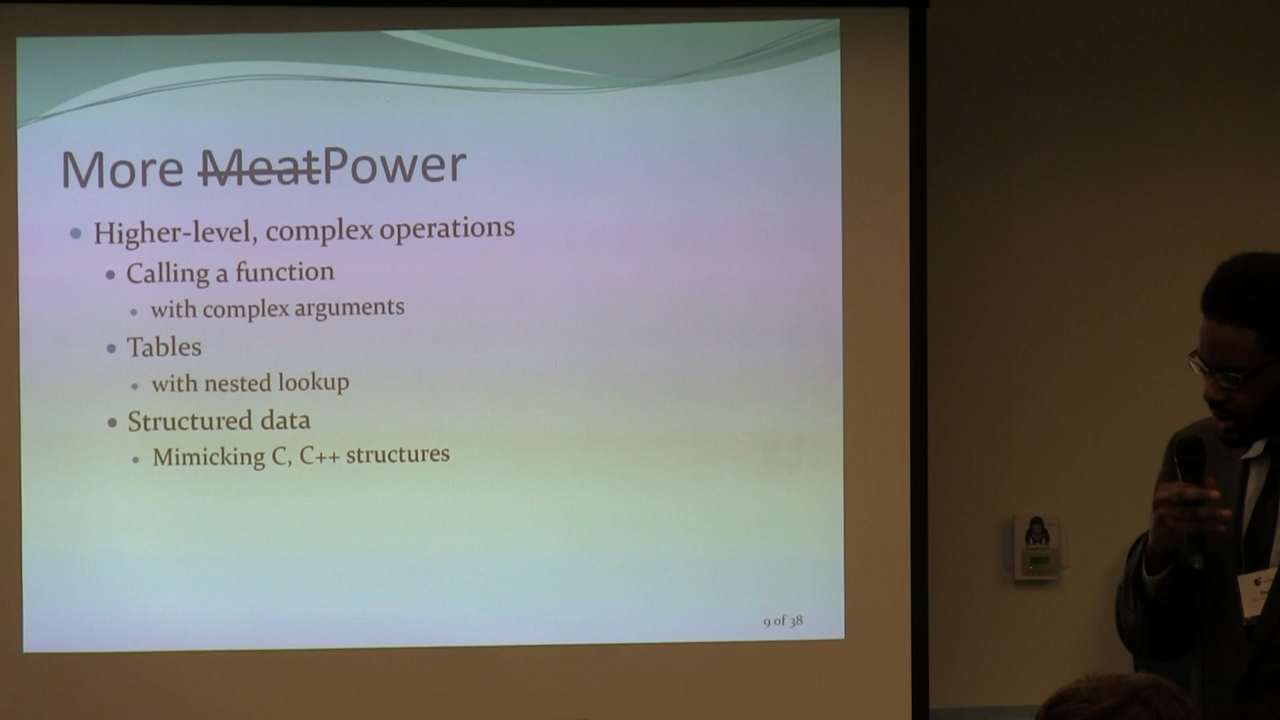 More MeatPower
Higher-level, complex operations
Calling a function
with complex arguments
Tables
with nested lookup
Structured data
Mimicking C, C++ structures
9 of 38